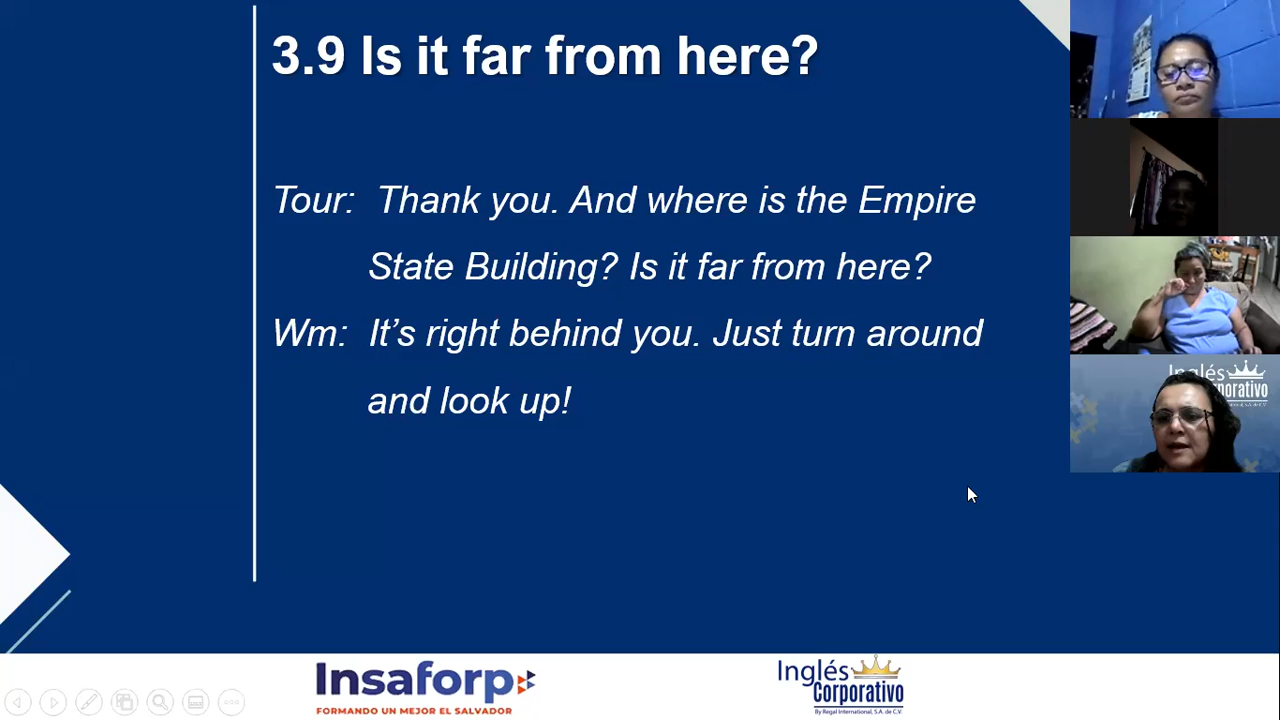 3.9 Is it far from here?
Tour: Thank you. And where is the Empire
State Building? Is it far from here?
Wm: It’s right behind you. Just turn around
and look up!
Insaforp
FORMANDO UN MEJOR EL SALVADOR
Inglés
Corporativo
By Regal International, S.A. de C.V.
Inglés
orporativo